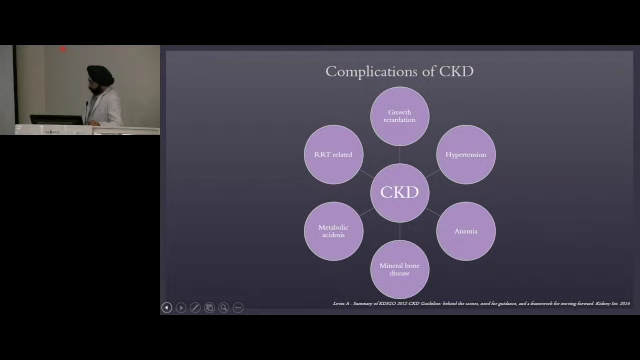 Complications of CKD
Growth
retardation
RRT related
Hypertension
CKD
Metabolic
acidosis
Anemia
Mineral bone
disease
Levin A . Summary of KDIGO 2012 CKD Guideline: behind the scenes, need for guidance, and a framework for moving forward. Kidney Int 2014